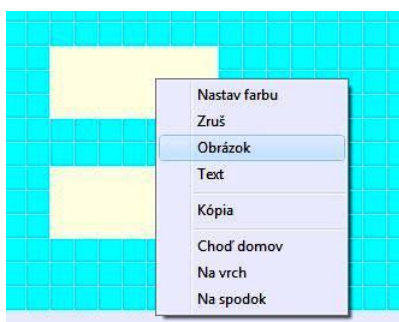 Nastav farbu
Zruš
Obrázok
Text
Kópia
Choď domov
Na vrch
Na spodok